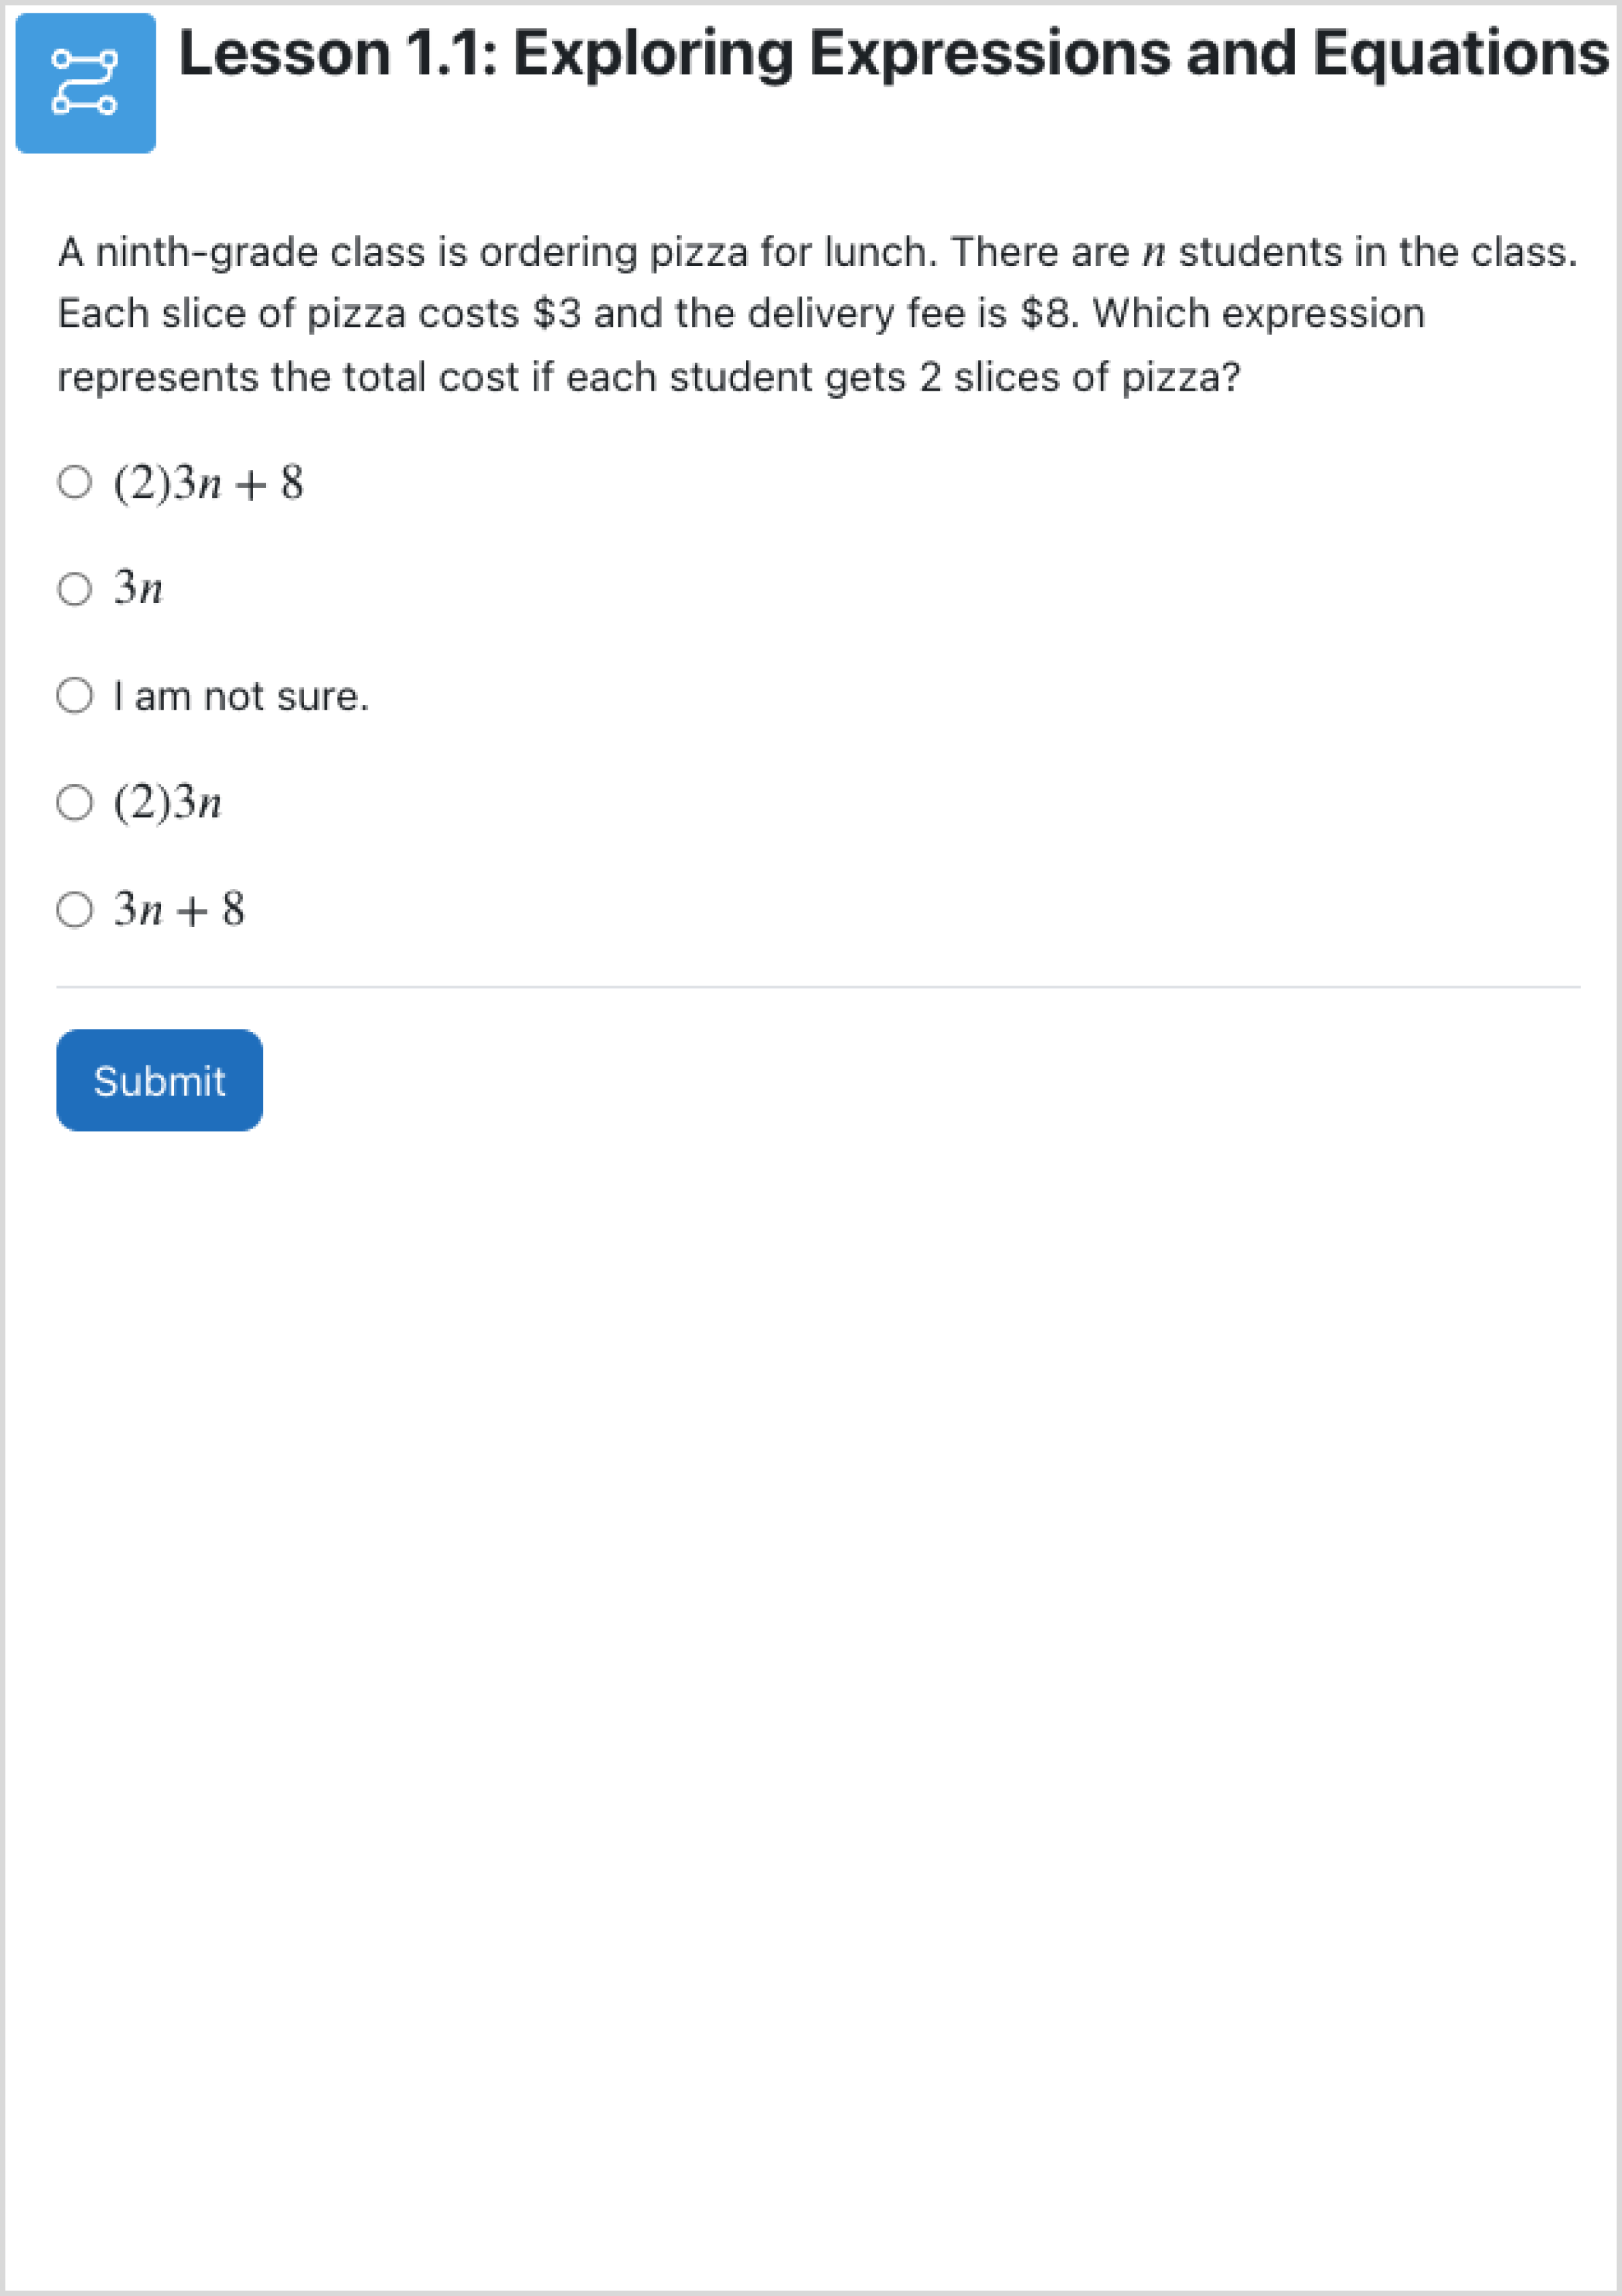 Lesson 1.1: Exploring Expressions and Equations
A ninth-grade class is ordering pizza for lunch. There are n students in the class.
Each slice of pizza costs $3 and the delivery fee is $8. Which expression
represents the total cost if each student gets 2 slices of pizza?
(2)3n + 8
3n
I am not sure.
(2)3n
3n + 8
Submit